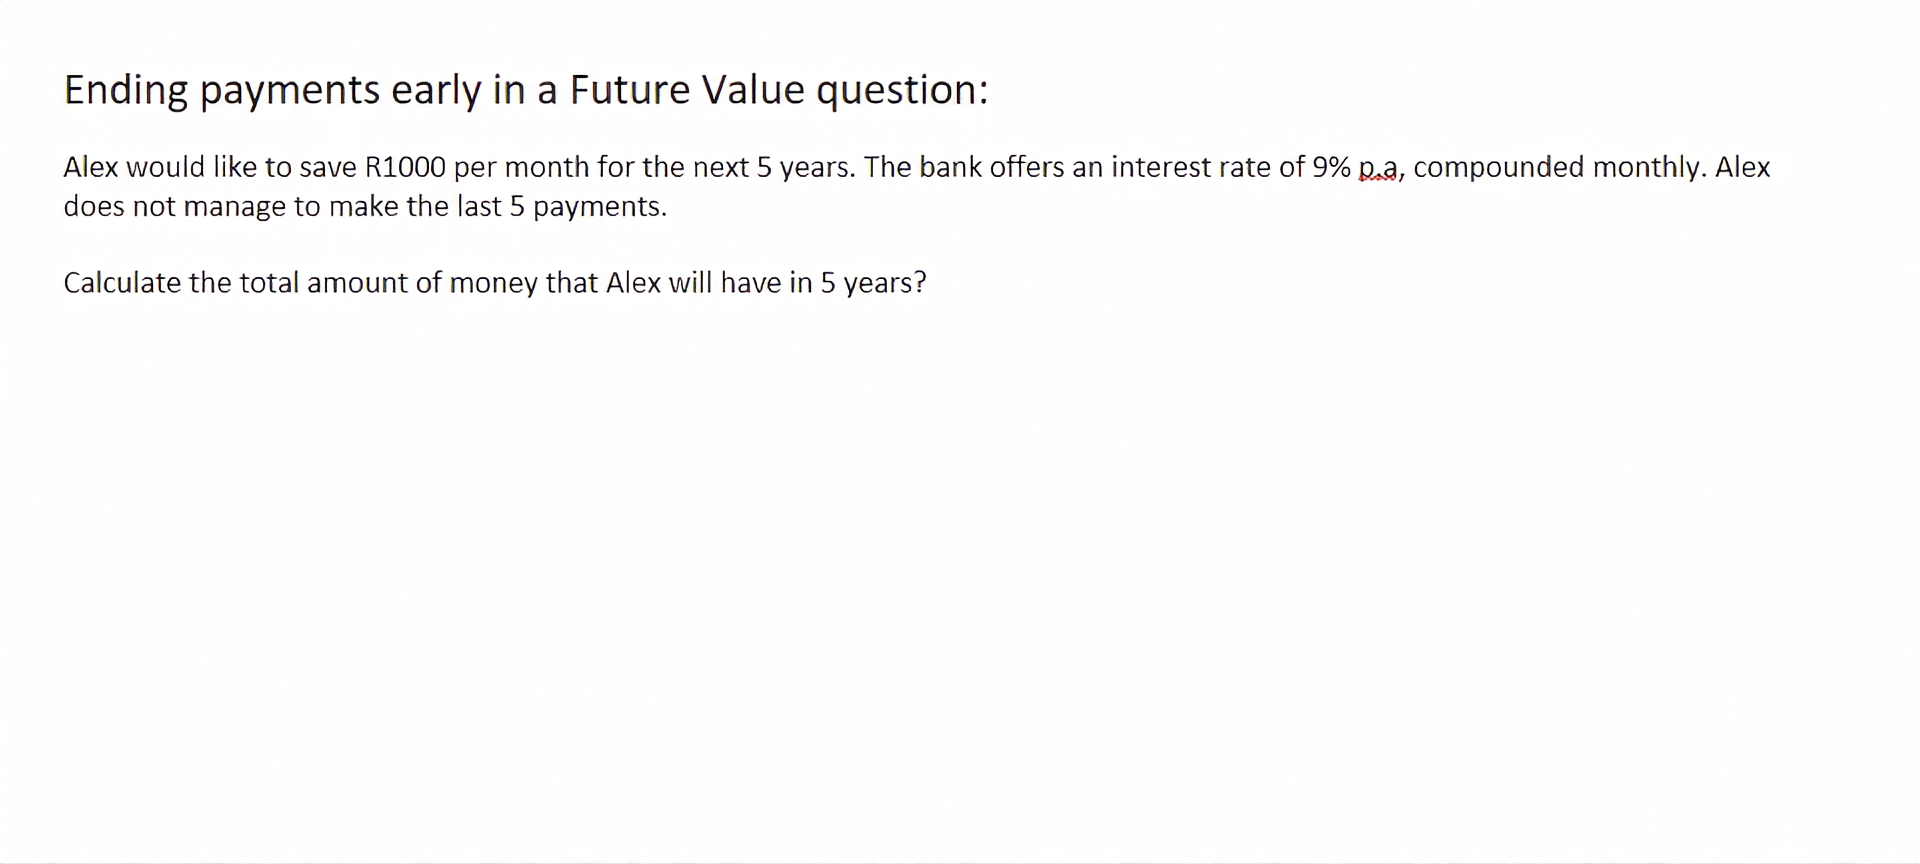 Ending payments early in a Future Value question:
Alex would like to save R1000 per month for the next 5 years. The bank offers an interest rate of 9% p.a, compounded monthly. Alex
does not manage to make the last 5 payments.
Calculate the total amount of money that Alex will have in 5 years?